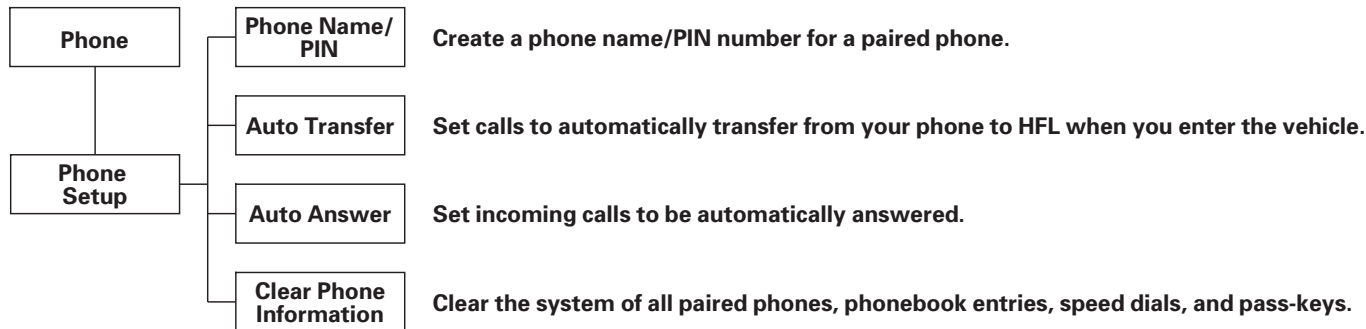 Phone
Phone Name/
PIN
Create a phone name/PIN number for a paired phone.
Auto Transfer
Set calls to automatically transfer from your phone to HFL when you enter the vehicle.
Phone
Setup
Auto Answer
Set incoming calls to be automatically answered.
Clear Phone
Information
Clear the system of all paired phones, phonebook entries, speed dials, and pass-keys.